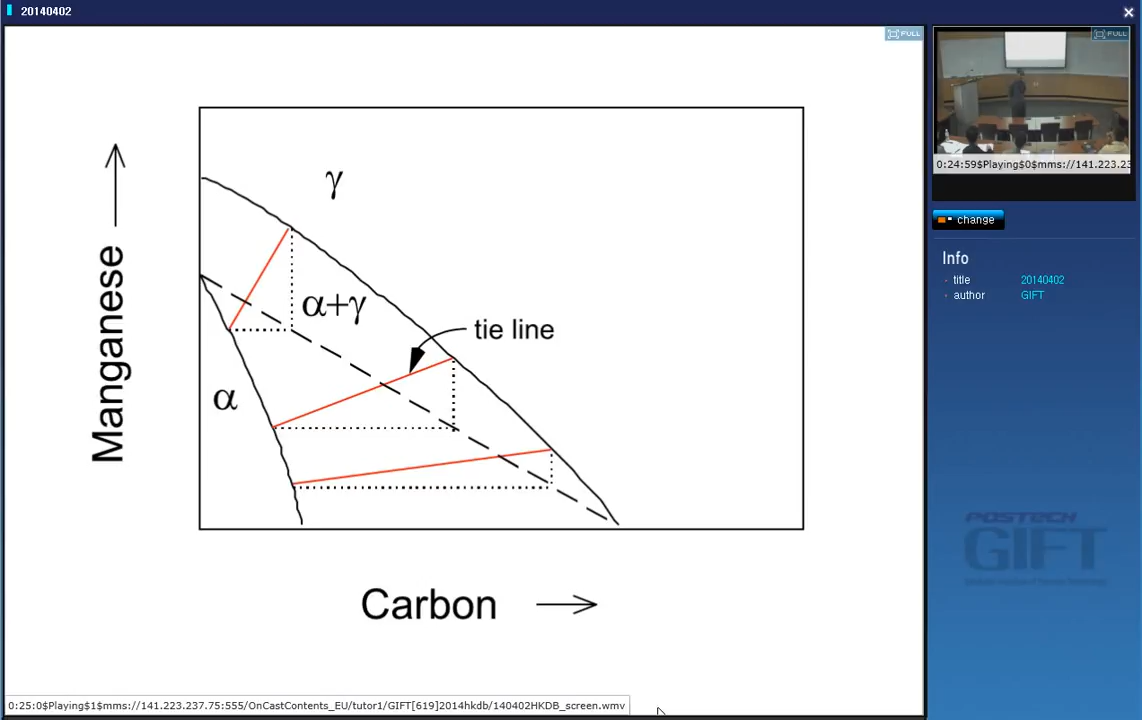 20140402
FULL
FULL
γ
α+γ
tie line
α
Manganese
Carbon
0:24:59$Playing$0$mms://141.223.23
change
Info
title 20140402
author GIFT
POSTECH
GIFT
0:25:0$Playing$1$mms://141.223.237.75:555/OnCastContents_EU/tutor1/GIFT[619]2014hkdb/140402HKDB_screen.wmv